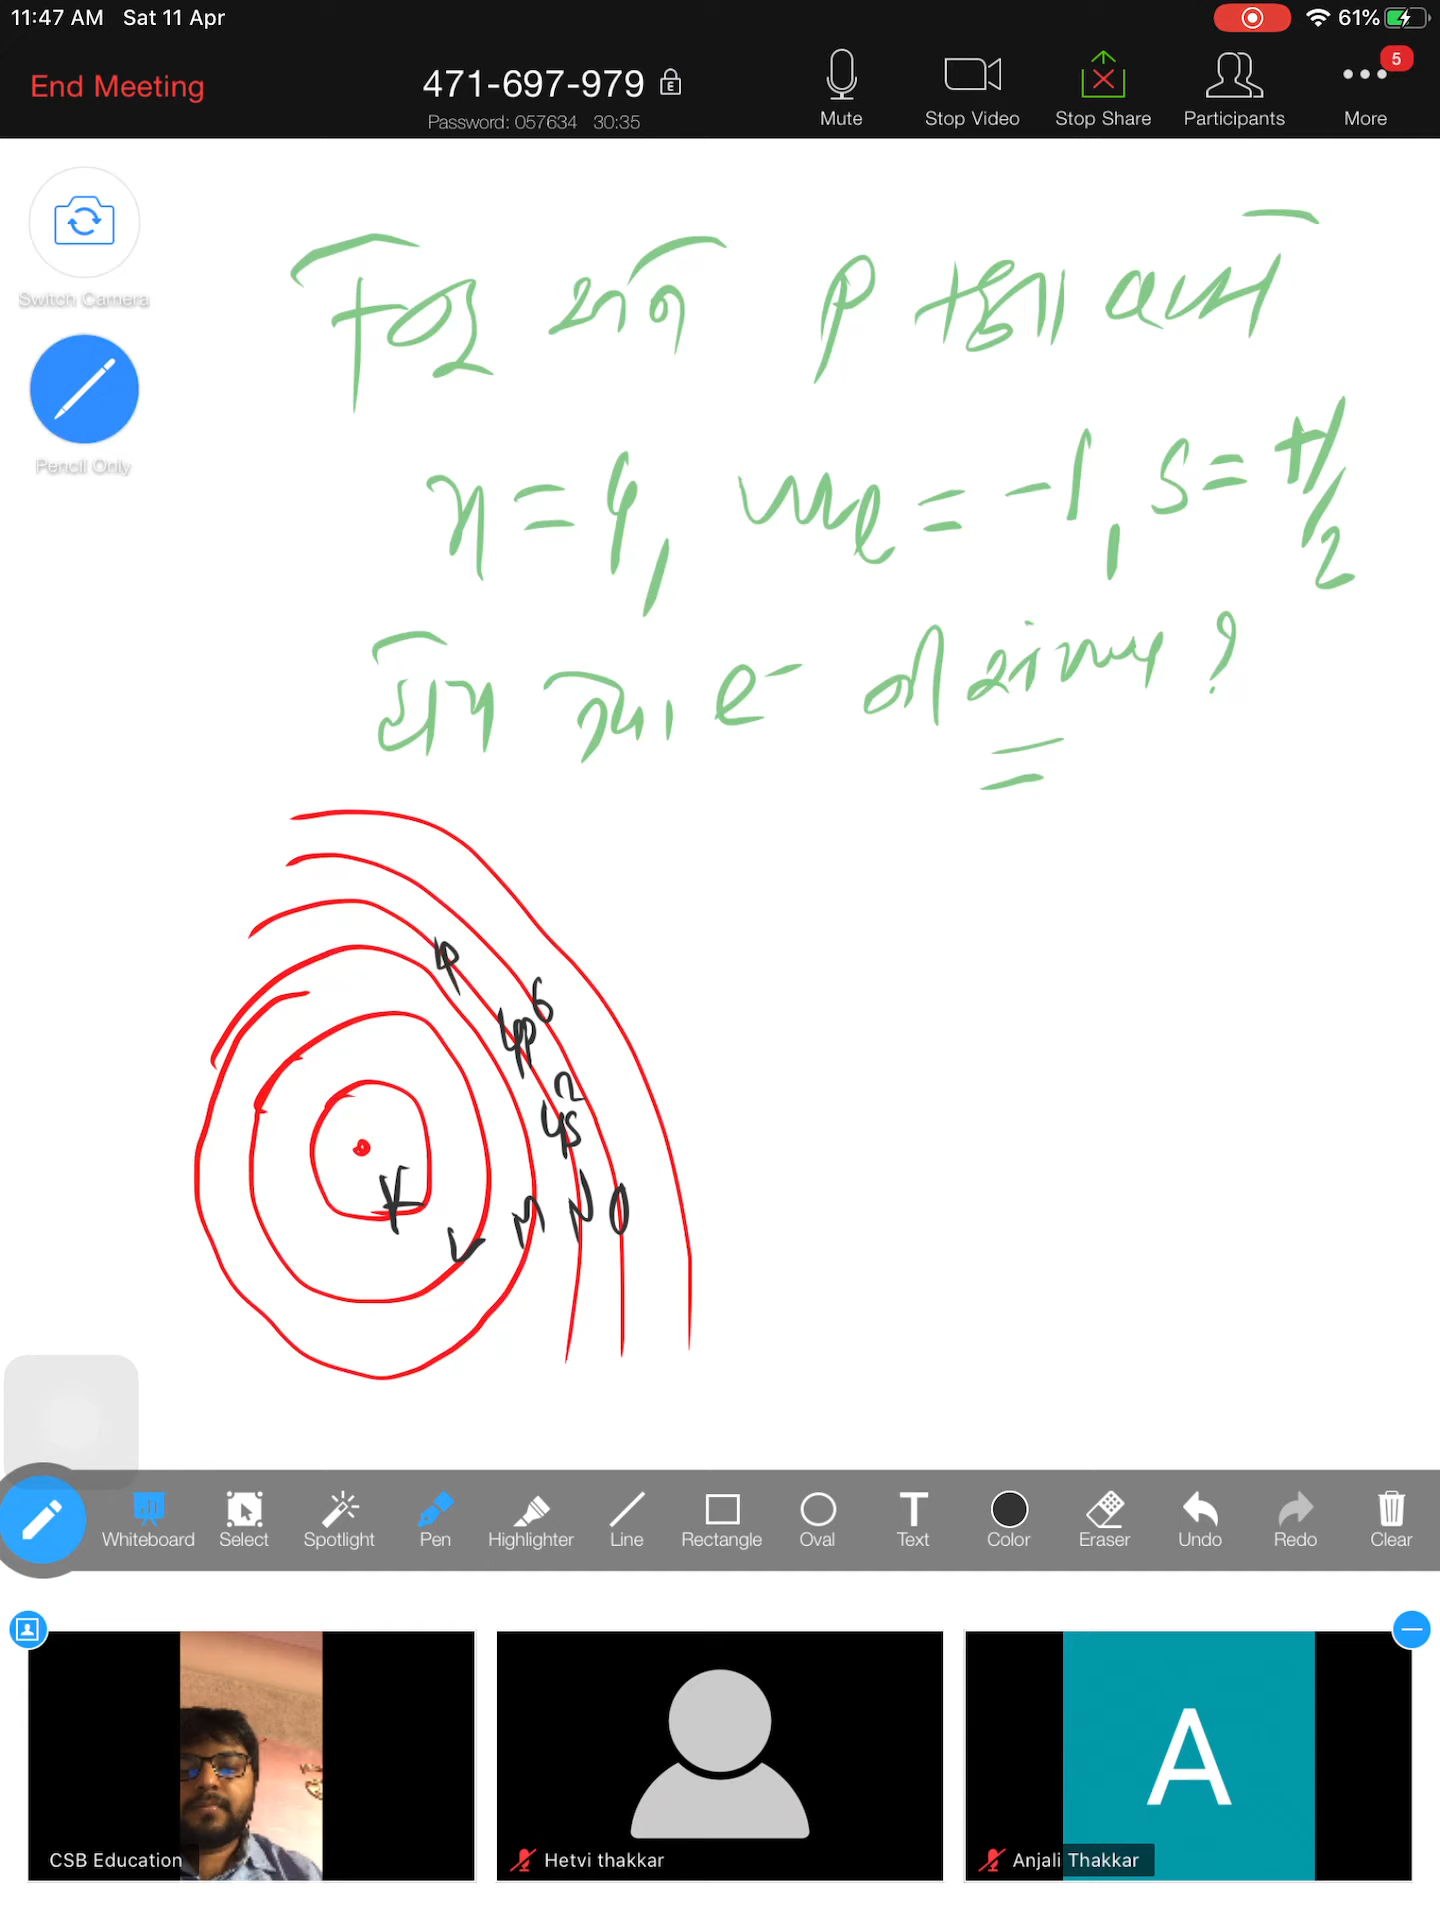 11:47 AM Sat 11 Apr
61%
End Meeting
471-697-979
Password: 057634 30:35
Mute
Stop Video
Stop Share
Participants
5
More
Switch Camera
Pencil Only
P
n=4, ml = -1, s = +1/2
e- ની સંખ્યા ?
4p6
4s2
K
L
M
N
O
Whiteboard
Select
Spotlight
Pen
Highlighter
Line
Rectangle
Oval
T
Text
Color
Eraser
Undo
Redo
Clear
CSB Education
Hetvi thakkar
A
Anjali Thakkar